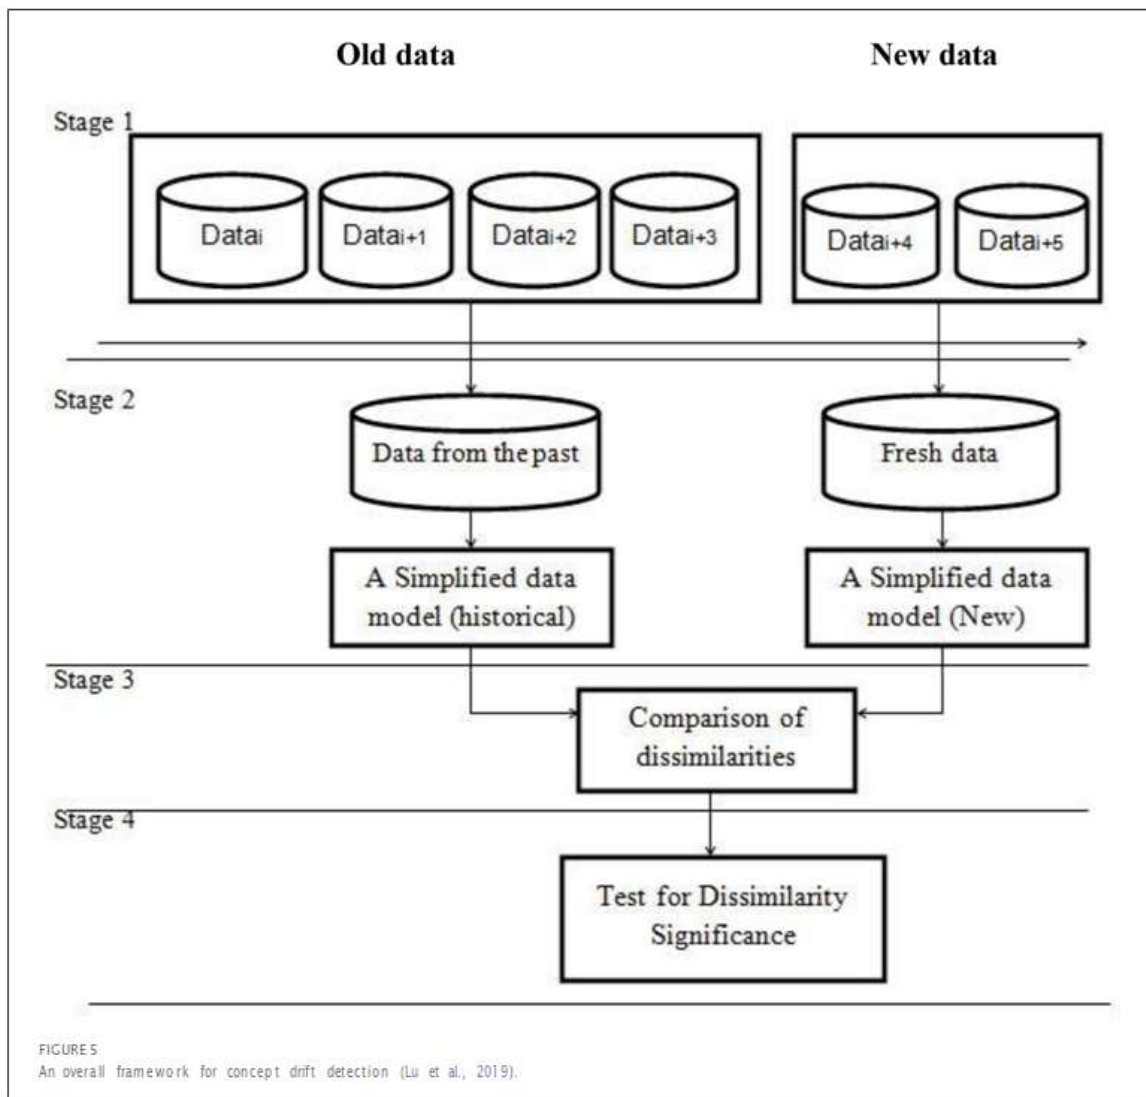 Old data
New data
Stage 1
Datai
Datai+1
Datai+2
Datai+3
Datai+4
Datai+5
Stage 2
Data from the past
Fresh data
A Simplified data
model (historical)
A Simplified data
model (New)
Stage 3
Comparison of
dissimilarities
Stage 4
Test for Dissimilarity
Significance
FIGURE 5
An overall framework for concept drift detection (Lu et al., 2019).